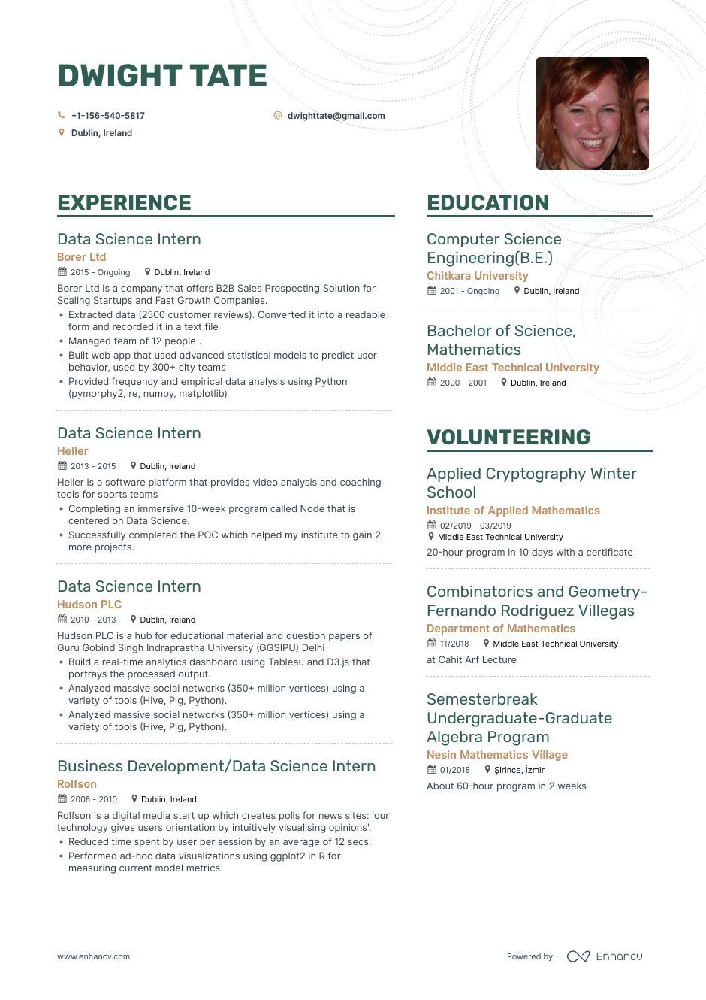 DWIGHT TATE
+1-156-540-5817
dwighttate@gmail.com
Dublin, Ireland
EXPERIENCE
Data Science Intern
Borer Ltd
2015 - Ongoing Dublin, Ireland
Borer Ltd is a company that offers B2B Sales Prospecting Solution for
Scaling Startups and Fast Growth Companies.
• Extracted data (2500 customer reviews). Converted it into a readable
form and recorded it in a text file
• Managed team of 12 people .
• Built web app that used advanced statistical models to predict user
behavior, used by 300+ city teams
• Provided frequency and empirical data analysis using Python
(pymorphy2, re, numpy, matplotlib)
Data Science Intern
Heller
2013 - 2015 Dublin, Ireland
Heller is a software platform that provides video analysis and coaching
tools for sports teams
• Completing an immersive 10-week program called Node that is
centered on Data Science.
• Successfully completed the POC which helped my institute to gain 2
more projects.
Data Science Intern
Hudson PLC
2010 - 2013 Dublin, Ireland
Hudson PLC is a hub for educational material and question papers of
Guru Gobind Singh Indraprastha University (GGSIPU) Delhi
• Build a real-time analytics dashboard using Tableau and D3.js that
portrays the processed output.
• Analyzed massive social networks (350+ million vertices) using a
variety of tools (Hive, Pig, Python).
• Analyzed massive social networks (350+ million vertices) using a
variety of tools (Hive, Pig, Python).
Business Development/Data Science Intern
Rolfson
2006 - 2010 Dublin, Ireland
Rolfson is a digital media start up which creates polls for news sites: 'our
technology gives users orientation by intuitively visualising opinions'.
• Reduced time spent by user per session by an average of 12 secs.
• Performed ad-hoc data visualizations using ggplot2 in R for
measuring current model metrics.
EDUCATION
Computer Science
Engineering(B.E.)
Chitkara University
2001 - Ongoing Dublin, Ireland
Bachelor of Science,
Mathematics
Middle East Technical University
2000 - 2001 Dublin, Ireland
VOLUNTEERING
Applied Cryptography Winter
School
Institute of Applied Mathematics
02/2019 - 03/2019
Middle East Technical University
20-hour program in 10 days with a certificate
Combinatorics and Geometry-
Fernando Rodriguez Villegas
Department of Mathematics
11/2018 Middle East Technical University
at Cahit Arf Lecture
Semesterbreak
Undergraduate-Graduate
Algebra Program
Nesin Mathematics Village
01/2018 Şirince, İzmir
About 60-hour program in 2 weeks
www.enhancv.com
Powered by Enhancv